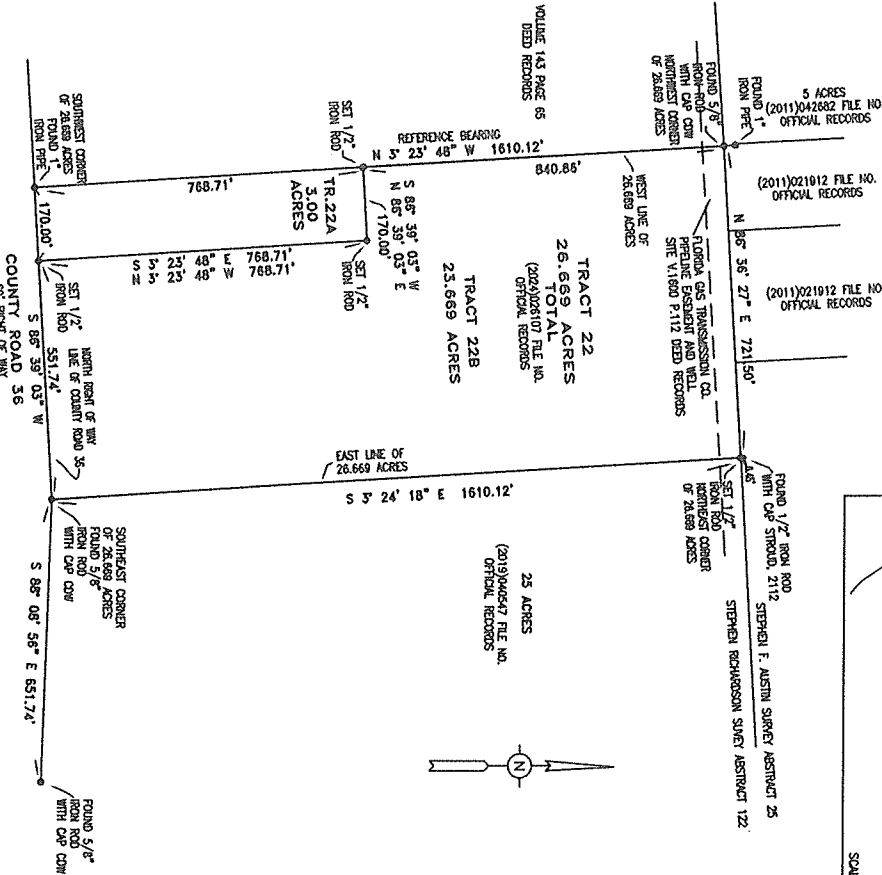 5 ACRES
(2011)042682 FILE NO
OFFICIAL RECORDS
(2011)021912 FILE NO.
OFFICIAL RECORDS
(2011)021912 FILE NO
OFFICIAL RECORDS
FOUND 1"
IRON PIPE
FOUND 5/8"
IRON ROD
WITH CAP CDW
NORTHWEST CORNER
OF 26.669 ACRES
VOLUME 143 PAGE 65
DEED RECORDS
N 86° 36' 27" E 721.50'
FLORIDA GAS TRANSMISSION CO.
PIPELINE EASEMENT AND WELL
SITE V.1600 P.112 DEED RECORDS
FOUND 1/2" IRON ROD
WITH CAP STROUD, 2112
SET 1/2"
IRON ROD
NORTHEAST CORNER
OF 26.669 ACRES
STEPHEN F. AUSTIN SURVEY ABSTRACT 25
STEPHEN RICHARDSON SUVEY ABSTRACT 122
SCAL
WEST LINE OF
26.669 ACRES
REFERENCE BEARING
N 3° 23' 48" W 1610.12'
840.86'
SET 1/2"
IRON ROD
S 86° 39' 03" W
N 86° 39' 03" E
170.00'
SET 1/2"
IRON ROD
TRACT 22
26.669 ACRES
TOTAL
(2024)026107 FILE NO.
OFFICIAL RECORDS
TRACT 22B
23.669 ACRES
TR.22A
3.00
ACRES
768.71'
S 3° 23' 48" E 768.71'
N 3° 23' 48" W 768.71'
EAST LINE OF
26.669 ACRES
S 3° 24' 18" E 1610.12'
25 ACRES
(2019)040547 FILE NO.
OFFICIAL RECORDS
N
SOUTHWEST CORNER
OF 26.669 ACRES
FOUND 1"
IRON PIPE
170.00'
SET 1/2"
IRON ROD
NORTH RIGHT OF WAY
LINE OF COUNTY ROAD 36
551.74'
S 86° 39' 03" W
COUNTY ROAD 36
RIGHT OF WAY
SOUTHEAST CORNER
OF 26.669 ACRES
FOUND 5/8"
IRON ROD
WITH CAP CDW
S 88° 08' 56" E 651.74'
FOUND 5/8"
IRON ROD
WITH CAP CDW